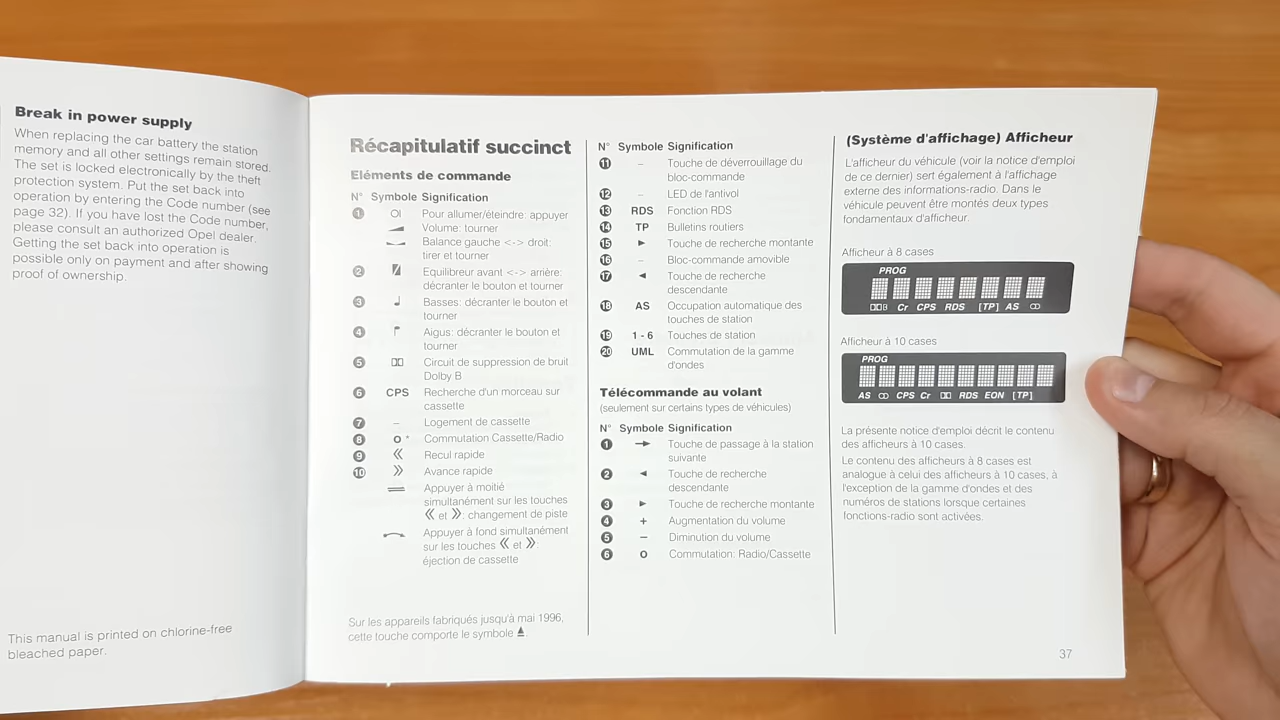 Break in power supply
When replacing the car battery the station
memory and all other settings remain stored.
The set is locked electronically by the theft
protection system. Put the set back into
operation by entering the Code number (see
page 32). If you have lost the Code number,
please consult an authorized Opel dealer.
Getting the set back into operation is
possible only on payment and after showing
proof of ownership.
This manual is printed on chlorine-free
bleached paper.
Récapitulatif succinct
Eléments de commande
N° Symbole Signification
1 Pour allumer/éteindre: appuyer
Volume: tourner
Balance gauche <-> droit:
tirer et tourner
2 Equilibreur avant <-> arrière:
décranter le bouton et tourner
3 Basses: décranter le bouton et
tourner
4 Aigus: décranter le bouton et
tourner
5 Circuit de suppression de bruit
Dolby B
6 CPS Recherche d'un morceau sur
cassette
7 – Logement de cassette
8 o * Commutation Cassette/Radio
9 « Recul rapide
10 » Avance rapide
Appuyer à moitié
simultanément sur les touches
« et »: changement de piste
Appuyer à fond simultanément
sur les touches « et »:
éjection de cassette
Sur les appareils fabriqués jusqu'à mai 1996,
cette touche comporte le symbole ≜.
N° Symbole Signification
11 – Touche de déverrouillage du
bloc-commande
12 – LED de l'antivol
13 RDS Fonction RDS
14 TP Bulletins routiers
15 ► Touche de recherche montante
16 – Bloc-commande amovible
17 ◄ Touche de recherche
descendante
18 AS Occupation automatique des
touches de station
19 1 - 6 Touches de station
20 UML Commutation de la gamme
d'ondes
Télécommande au volant
(seulement sur certains types de véhicules)
N° Symbole Signification
1 → Touche de passage à la station
suivante
2 ◄ Touche de recherche
descendante
3 ► Touche de recherche montante
4 + Augmentation du volume
5 – Diminution du volume
6 o Commutation: Radio/Cassette
(Système d'affichage) Afficheur
L'afficheur du véhicule (voir la notice d'emploi
de ce dernier) sert également à l'affichage
externe des informations-radio. Dans le
véhicule peuvent être montés deux types
fondamentaux d'afficheur.
Afficheur à 8 cases
PROG
Cr CPS RDS [TP] AS
Afficheur à 10 cases
PROG
AS CPS Cr RDS EON [TP]
La présente notice d'emploi décrit le contenu
des afficheurs à 10 cases.
Le contenu des afficheurs à 8 cases est
analogue à celui des afficheurs à 10 cases, à
l'exception de la gamme d'ondes et des
numéros de stations lorsque certaines
fonctions-radio sont activées.
37